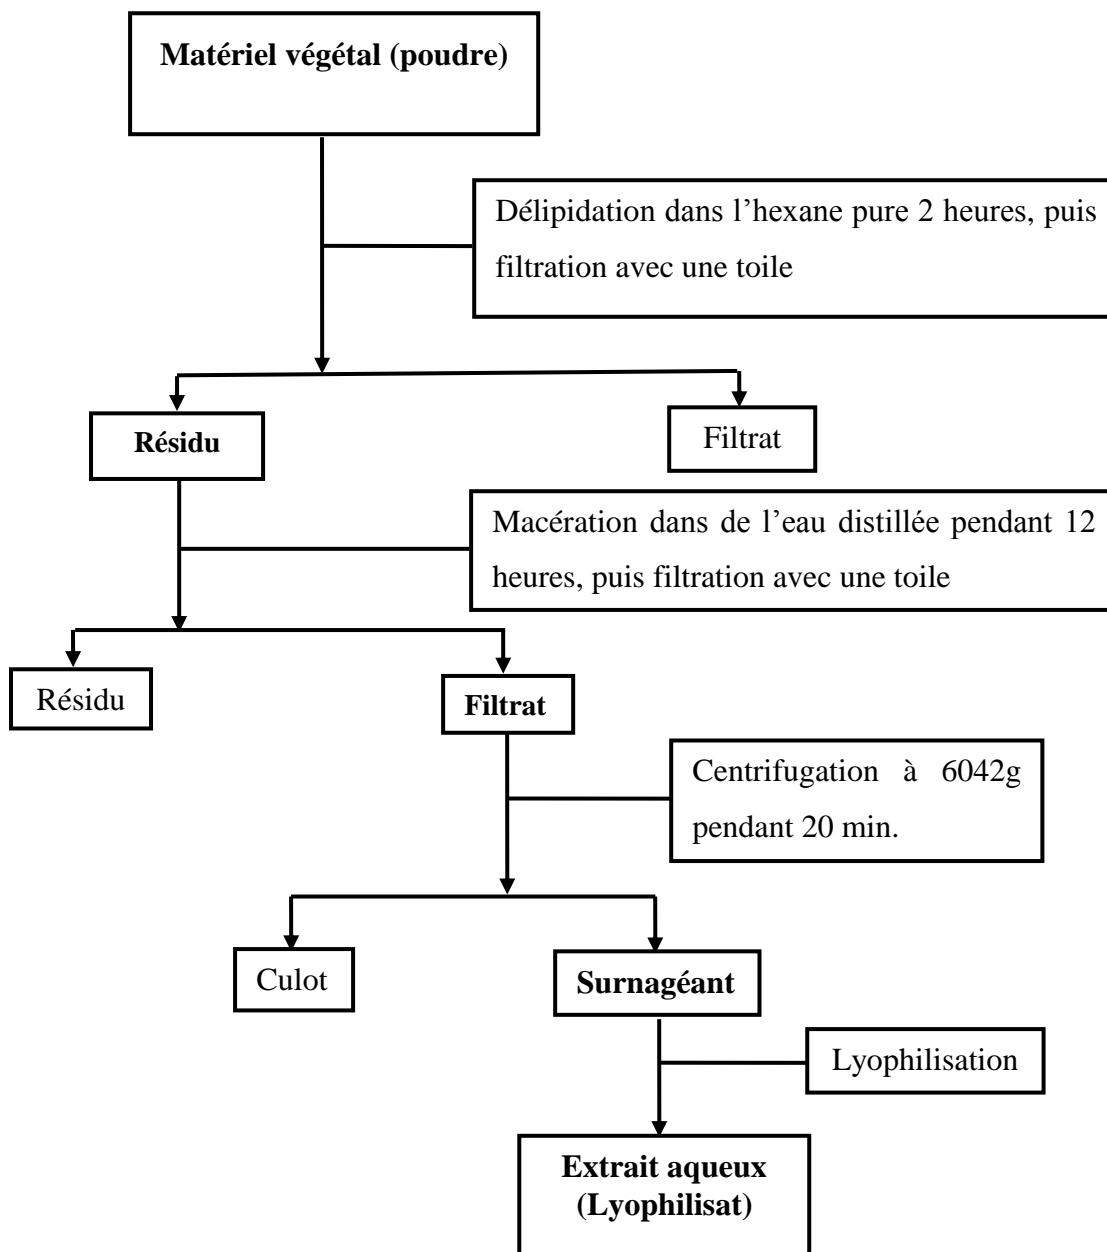 Matériel végétal (poudre)
Délipidation dans l’hexane pure 2 heures, puis
filtration avec une toile
Résidu
Filtrat
Macération dans de l’eau distillée pendant 12
heures, puis filtration avec une toile
Résidu
Filtrat
Centrifugation à 6042g
pendant 20 min.
Culot
Surnagéant
Lyophilisation
Extrait aqueux
(Lyophilisat)